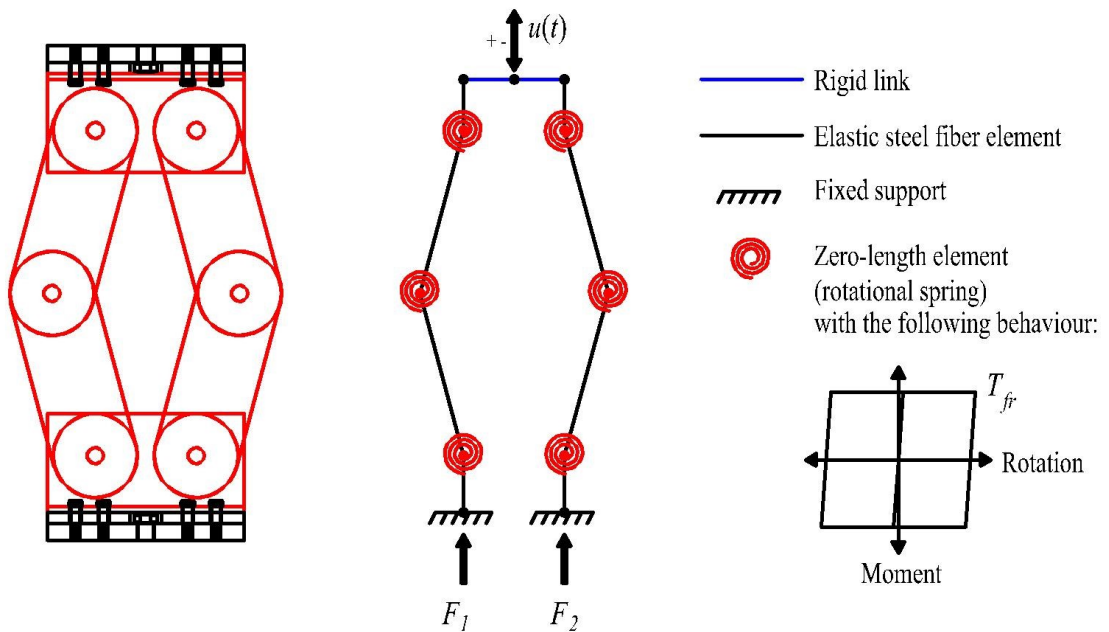 + -
u(t)
Rigid link
Elastic steel fiber element
Fixed support
Zero-length element
(rotational spring)
with the following behaviour:
T_fr
Rotation
Moment
F_1
F_2